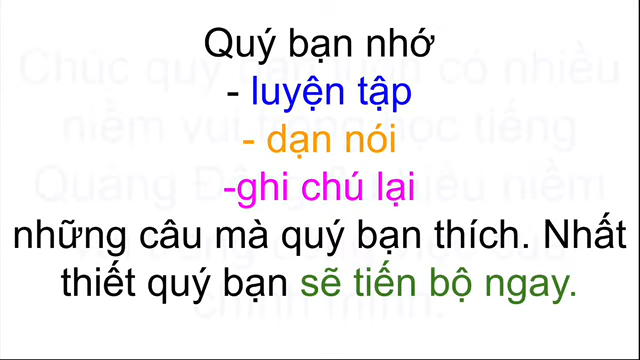 Quý bạn nhớ
- luyện tập
- dạn nói
-ghi chú lại
những câu mà quý bạn thích. Nhất
thiết quý bạn sẽ tiến bộ ngay.